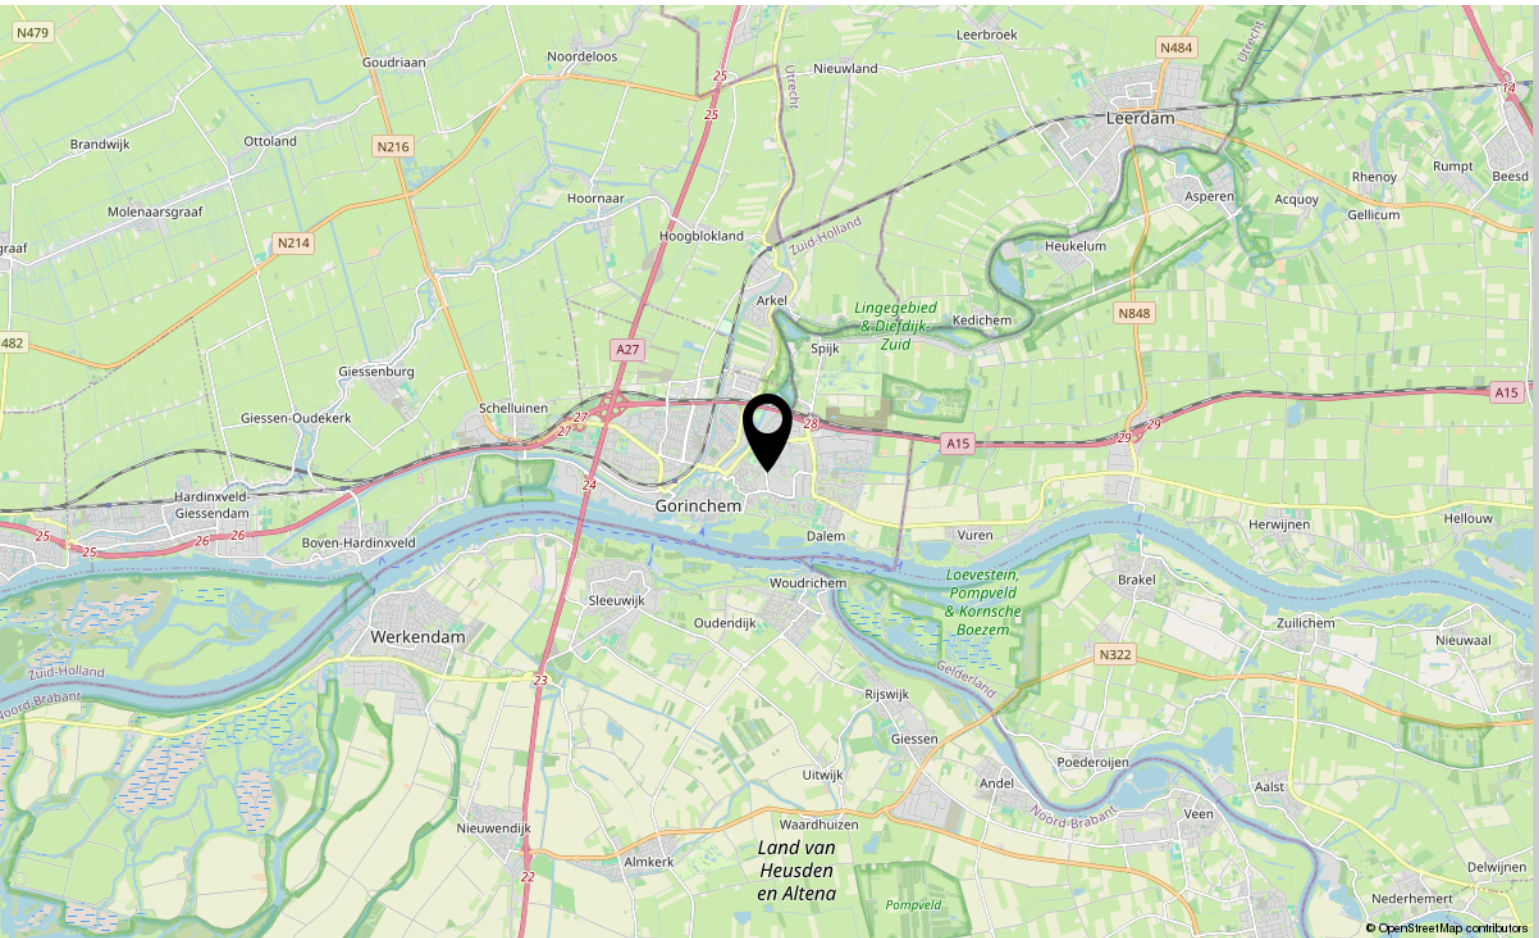 N479
Leerbroek
Goudriaan
Noordeloos
N484
Utrecht
25
Nieuwland
Utrecht
14
25
Leerdam
Brandwijk
Ottoland
N216
Rumpt
Beesd
Rhenoy
Molenaarsgraaf
Hoornaar
Asperen
Acquoy
Gellicum
graaf
N214
Hoogblokland
Zuid-Holland
Heukelum
Arkel
Lingegebied
& Diefdijk-
Zuid
Kedichem
N848
482
A27
Spijk
Giessenburg
A15
Giessen-Oudekerk
Schelluinen
27
27
28
A15
29
29
24
Hardinxveld-
Giessendam
Gorinchem
25
25
26
26
Boven-Hardinxveld
Dalem
Vuren
Herwijnen
Hellouw
Woudrichem
Loevestein,
Pompveld
& Kornsche
Boezem
Brakel
Sleeuwijk
Oudendijk
Zuilichem
Nieuwaal
Werkendam
N322
Zuid-Holland
Noord-Brabant
23
Gelderland
Rijswijk
Giessen
Uitwijk
Andel
Poederoijen
Aalst
Noord-Brabant
Veen
Nieuwendijk
Waardhuizen
Almkerk
Land van
Heusden
en Altena
22
Delwijnen
Nederhemert
Pompveld
© OpenStreetMap contributors